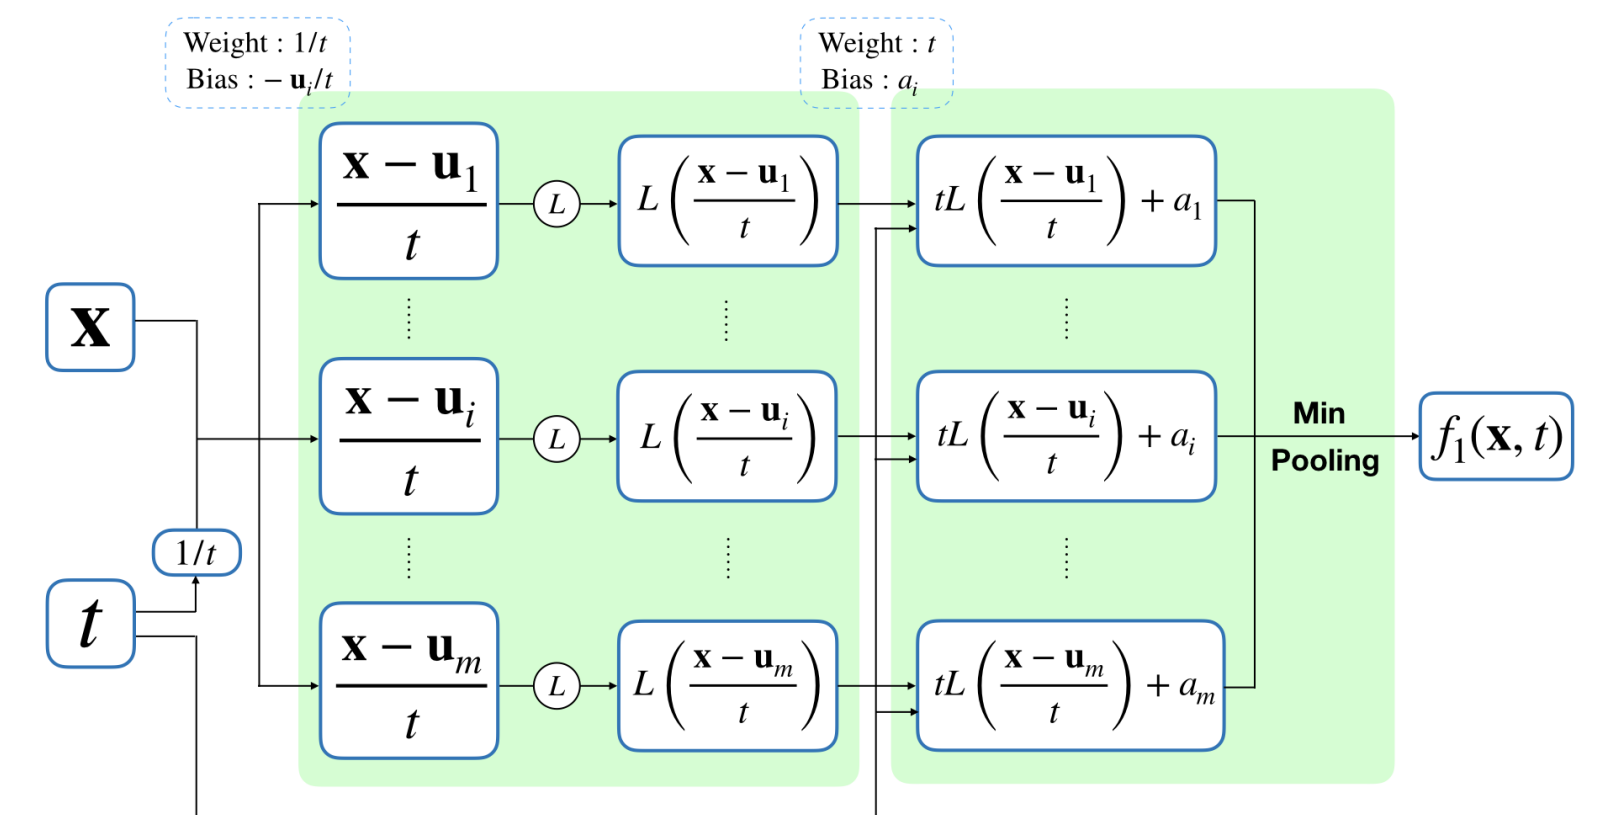 Weight : 1/t
Bias : − u_i/t
Weight : t
Bias : a_i
x
t
1/t
x − u_1 / t
L
L(x − u_1 / t)
tL(x − u_1 / t) + a_1
x − u_i / t
L
L(x − u_i / t)
tL(x − u_i / t) + a_i
x − u_m / t
L
L(x − u_m / t)
tL(x − u_m / t) + a_m
Min
Pooling
f_1(x, t)